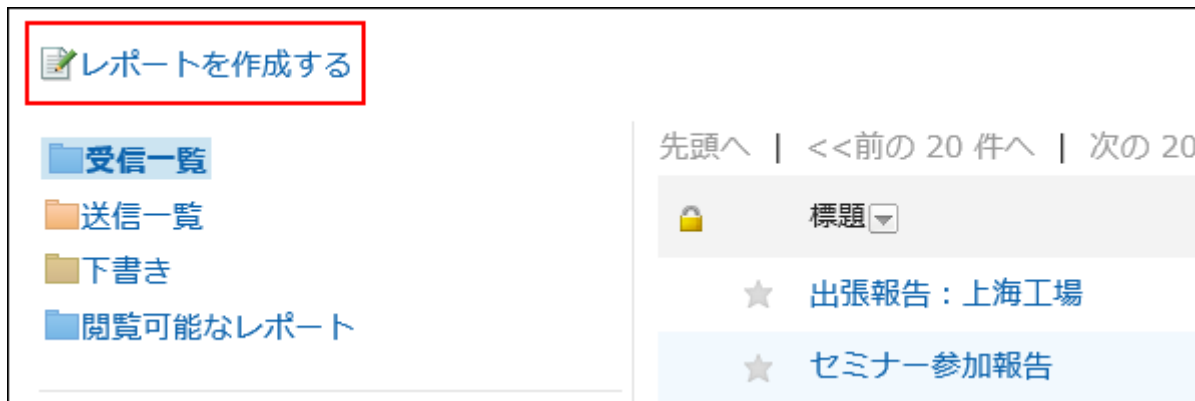 レポートを作成する
受信一覧
送信一覧
下書き
閲覧可能なレポート
先頭へ | <<前の 20 件へ | 次の 20
標題
出張報告：上海工場
セミナー参加報告